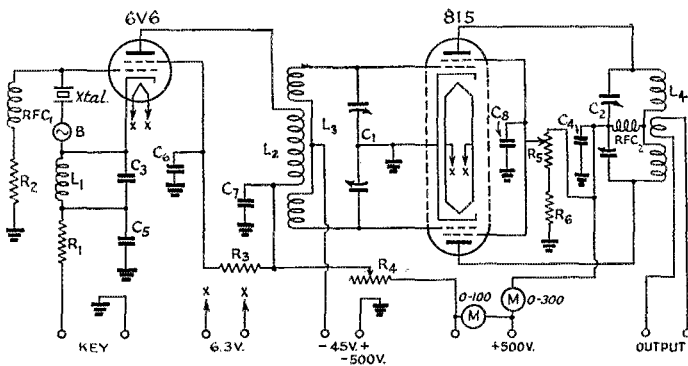 6V6
815
Xtal.
RFC1
B
L1
R2
R1
C3
C5
X X
C6
C7
L2
L3
C1
R3
R4
X X
C8
R5
R6
C4
C2
RFC2
L4
X X
M
0-100
M
0-300
KEY
6.3V.
-45V.+
-500V.
+500V.
OUTPUT